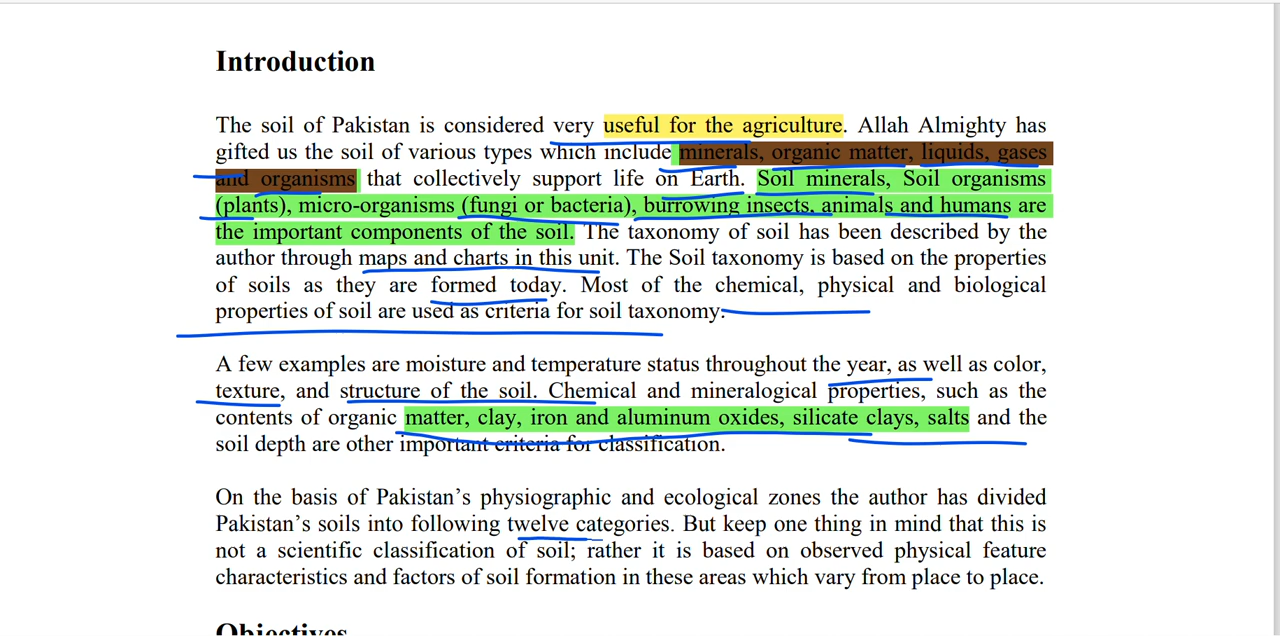 Introduction
The soil of Pakistan is considered very useful for the agriculture. Allah Almighty has
gifted us the soil of various types which include minerals, organic matter, liquids, gases
and organisms that collectively support life on Earth. Soil minerals, Soil organisms
(plants), micro-organisms (fungi or bacteria), burrowing insects, animals and humans are
the important components of the soil. The taxonomy of soil has been described by the
author through maps and charts in this unit. The Soil taxonomy is based on the properties
of soils as they are formed today. Most of the chemical, physical and biological
properties of soil are used as criteria for soil taxonomy.
A few examples are moisture and temperature status throughout the year, as well as color,
texture, and structure of the soil. Chemical and mineralogical properties, such as the
contents of organic matter, clay, iron and aluminum oxides, silicate clays, salts and the
soil depth are other important criteria for classification.
On the basis of Pakistan’s physiographic and ecological zones the author has divided
Pakistan’s soils into following twelve categories. But keep one thing in mind that this is
not a scientific classification of soil; rather it is based on observed physical feature
characteristics and factors of soil formation in these areas which vary from place to place.
Objectives